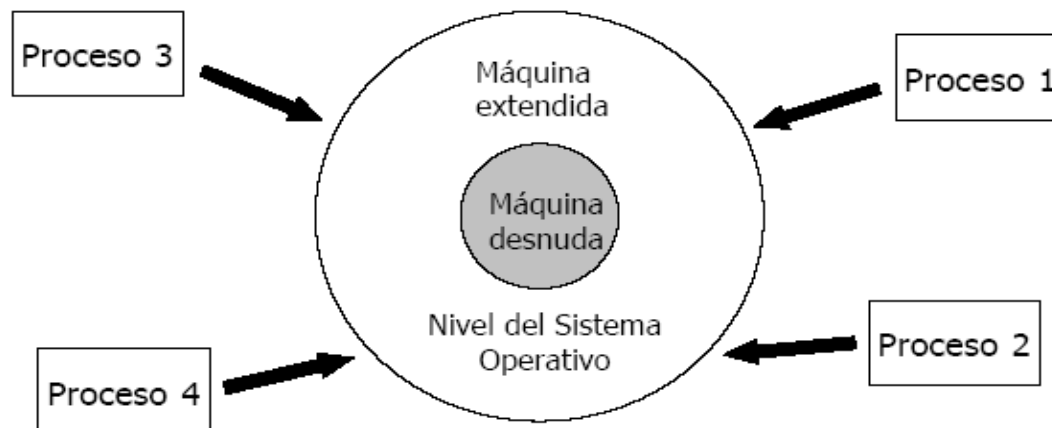 Proceso 3
Máquina
extendida
Proceso 1
Máquina
desnuda
Nivel del Sistema
Operativo
Proceso 2
Proceso 4